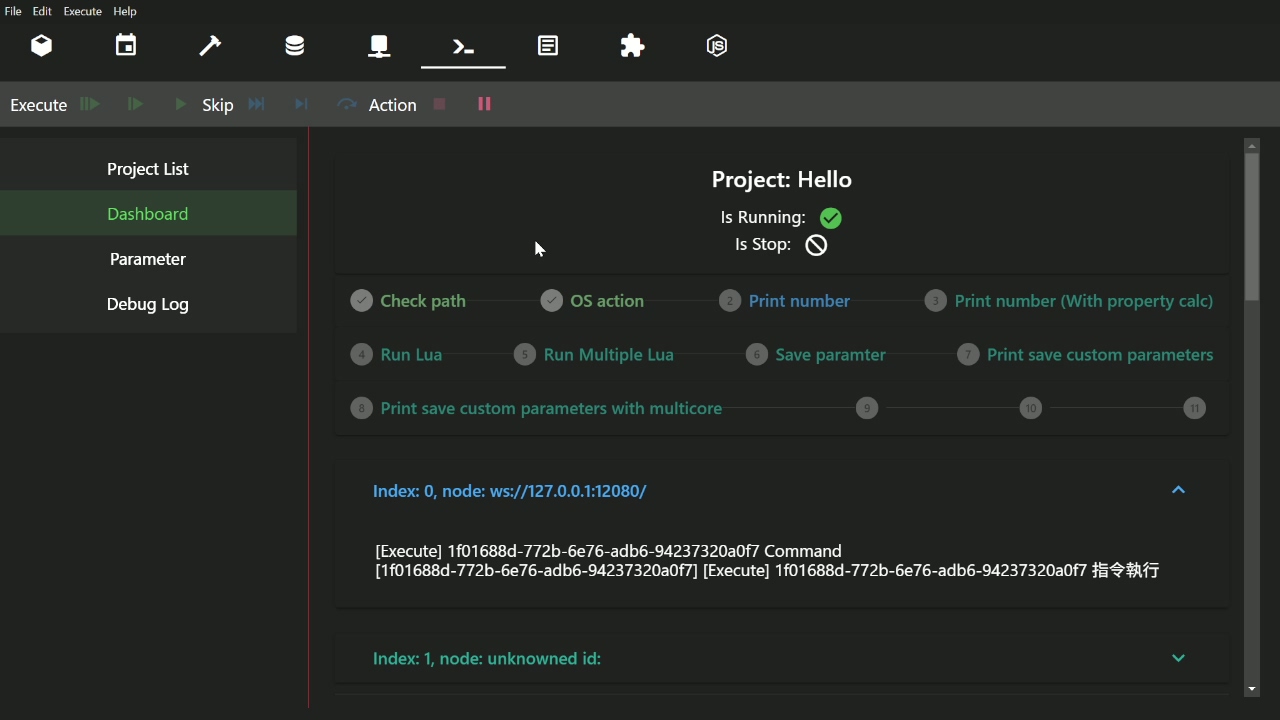 File Edit Execute Help
JS
Execute Skip Action
Project List
Dashboard
Parameter
Debug Log
Project: Hello
Is Running:
Is Stop:
Check path OS action 2 Print number 3 Print number (With property calc)
4 Run Lua 5 Run Multiple Lua 6 Save paramter 7 Print save custom parameters
8 Print save custom parameters with multicore 9 10 11
Index: 0, node: ws://127.0.0.1:12080/
[Execute] 1f01688d-772b-6e76-adb6-94237320a0f7 Command
[1f01688d-772b-6e76-adb6-94237320a0f7] [Execute] 1f01688d-772b-6e76-adb6-94237320a0f7 指令執行
Index: 1, node: unknowned id: